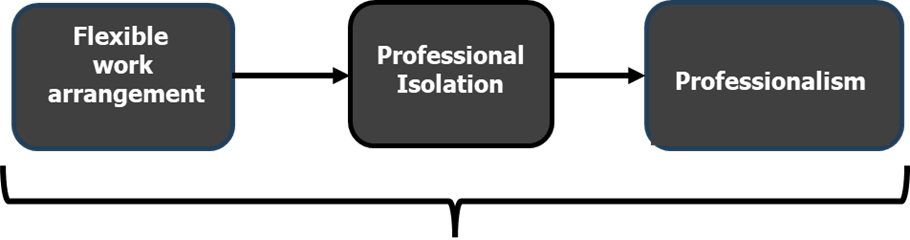 Flexible
work
arrangement
Professional
Isolation
Professionalism